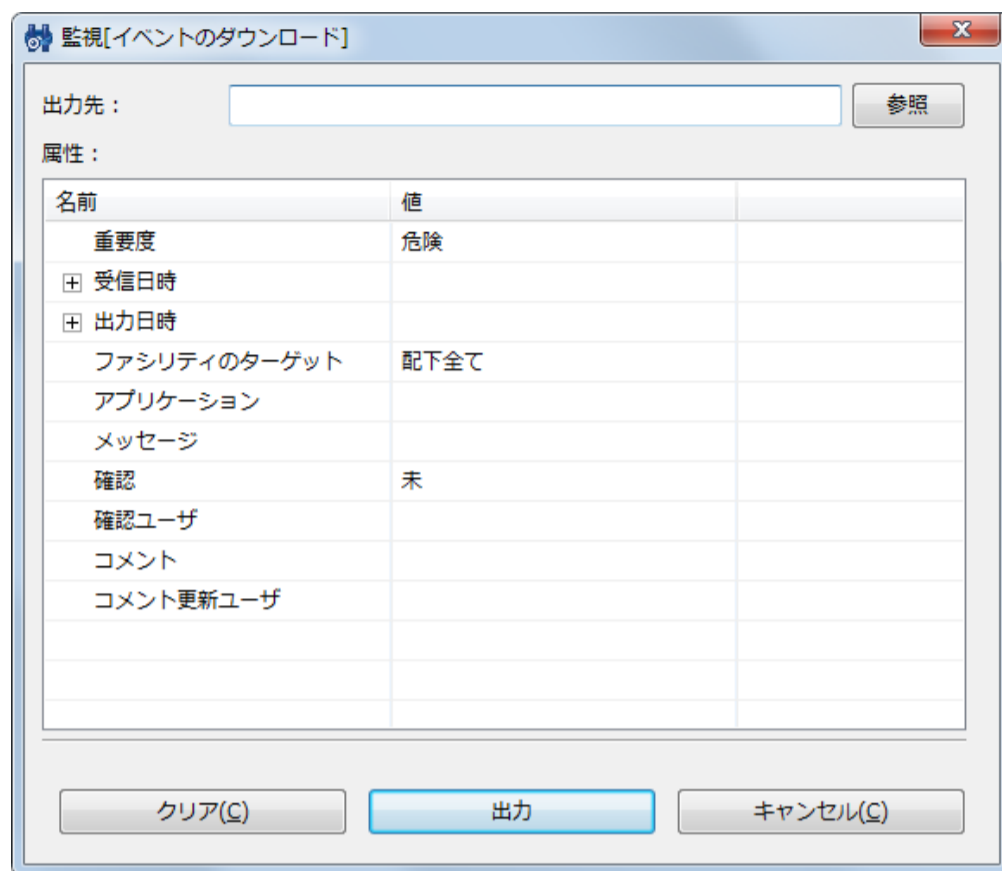 監視[イベントのダウンロード]
出力先： 参照
属性：
名前 値
重要度 危険
受信日時
出力日時
ファシリティのターゲット 配下全て
アプリケーション
メッセージ
確認 未
確認ユーザ
コメント
コメント更新ユーザ
クリア(C) 出力 キャンセル(C)